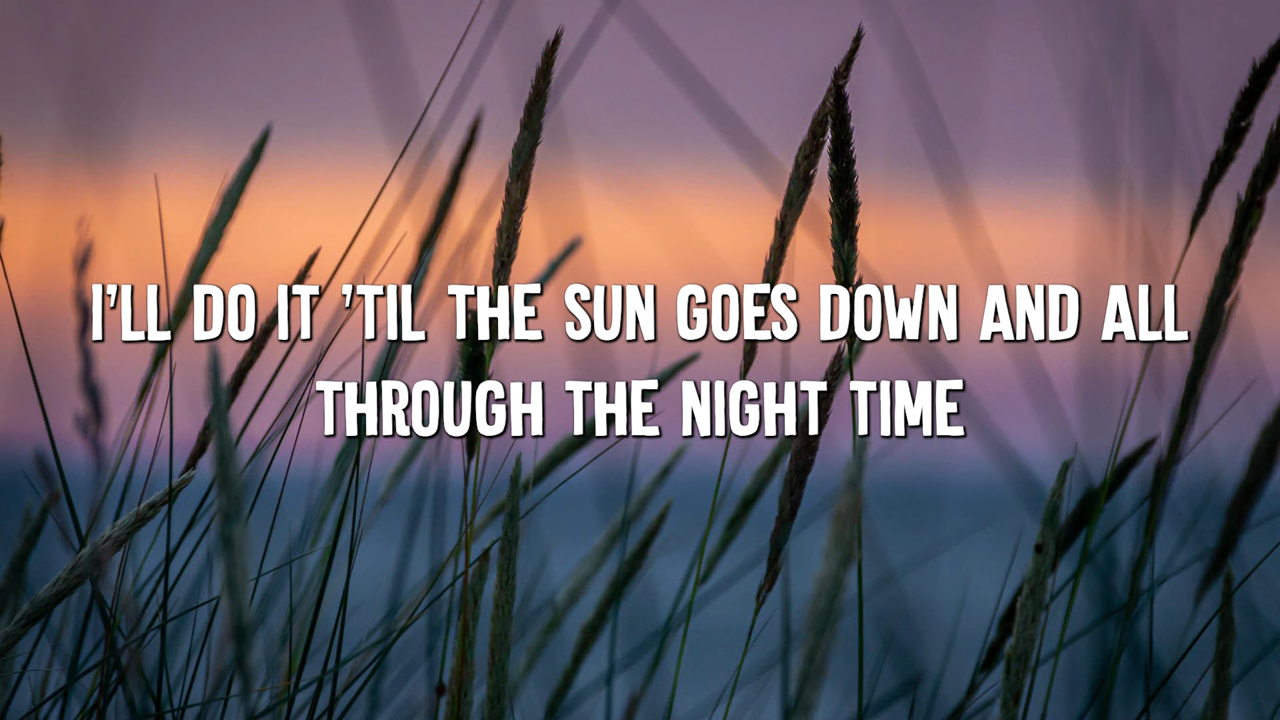 I'LL DO IT 'TIL THE SUN GOES DOWN AND ALL
THROUGH THE NIGHT TIME